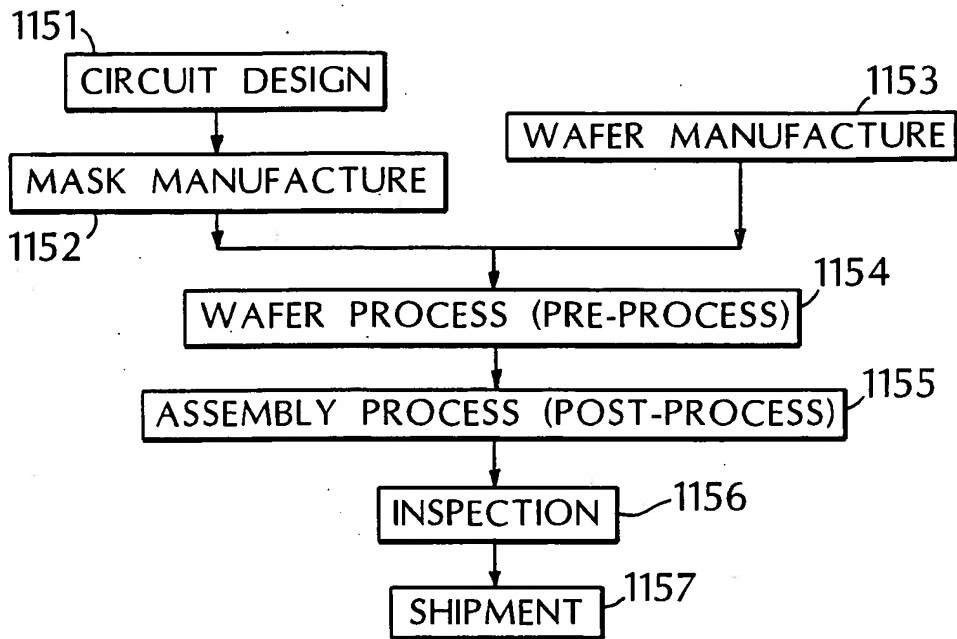 1151
CIRCUIT DESIGN
1153
WAFER MANUFACTURE
MASK MANUFACTURE
1152
1154
WAFER PROCESS (PRE-PROCESS)
1155
ASSEMBLY PROCESS (POST-PROCESS)
INSPECTION
1156
SHIPMENT
1157